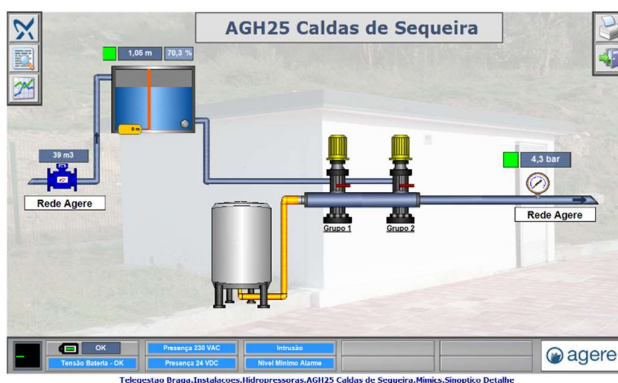 AGH25 Caldas de Sequeira
1,05 m 70,3 %
0 m
39 m3
Rede Agere
4,3 bar
Rede Agere
Grupo 1 Grupo 2
OK Presença 230 VAC Intrusão
Tensão Bateria - OK Presença 24 VDC Nível Mínimo Alarme
agere
Telegestao Braga.Instalacoes.Hidropressoras.AGH25 Caldas de Sequeira.Mimics.Sinoptico Detalhe